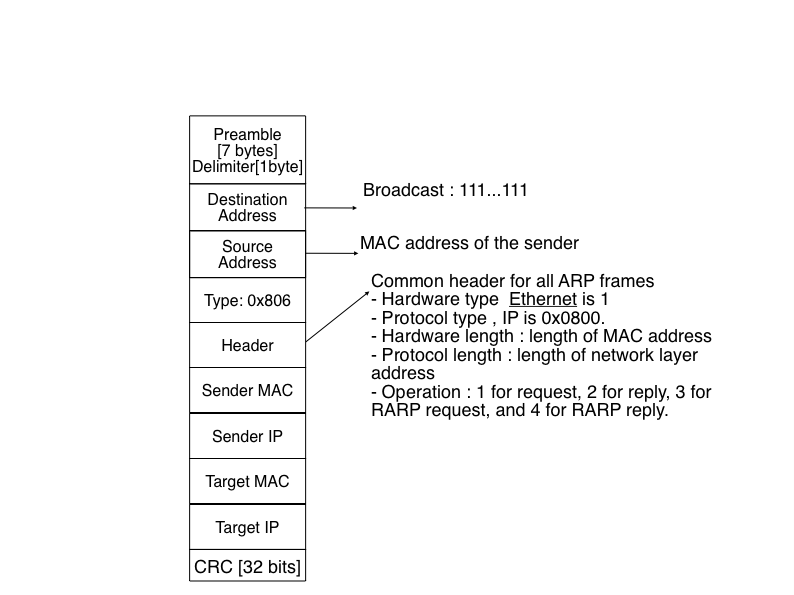 Preamble
[7 bytes]
Delimiter[1byte]
Destination
Address
Broadcast : 111...111
Source
Address
MAC address of the sender
Type: 0x806
Header
Common header for all ARP frames
- Hardware type  Ethernet is 1
- Protocol type , IP is 0x0800.
- Hardware length : length of MAC address
- Protocol length : length of network layer
address
- Operation : 1 for request, 2 for reply, 3 for
RARP request, and 4 for RARP reply.
Sender MAC
Sender IP
Target MAC
Target IP
CRC [32 bits]